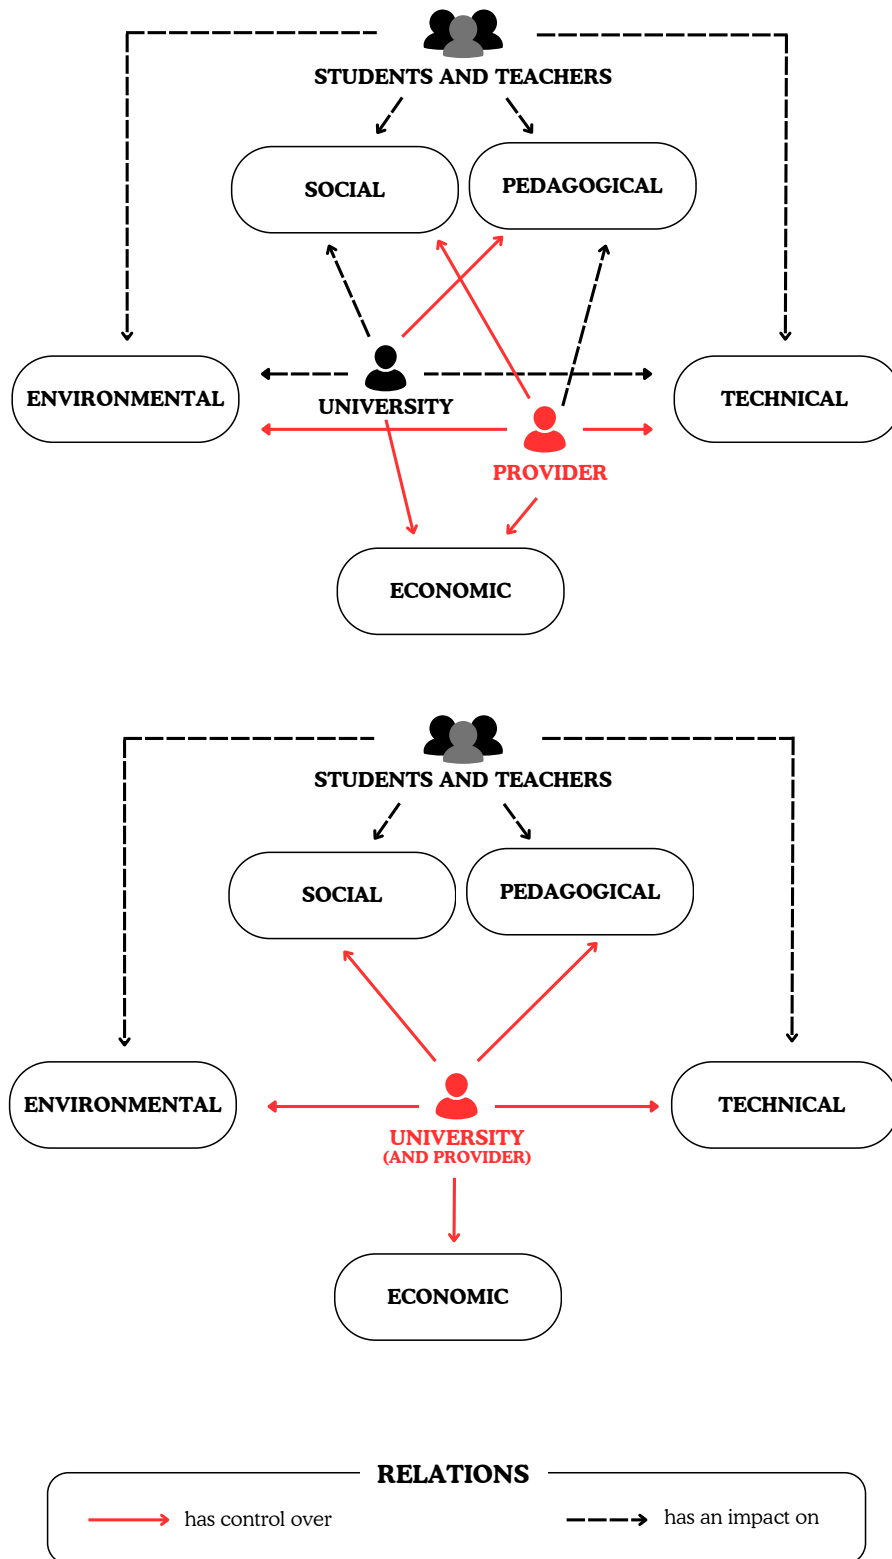 STUDENTS AND TEACHERS
SOCIAL
PEDAGOGICAL
ENVIRONMENTAL
UNIVERSITY
TECHNICAL
PROVIDER
ECONOMIC
STUDENTS AND TEACHERS
SOCIAL
PEDAGOGICAL
ENVIRONMENTAL
UNIVERSITY
(AND PROVIDER)
TECHNICAL
ECONOMIC
RELATIONS
has control over
has an impact on